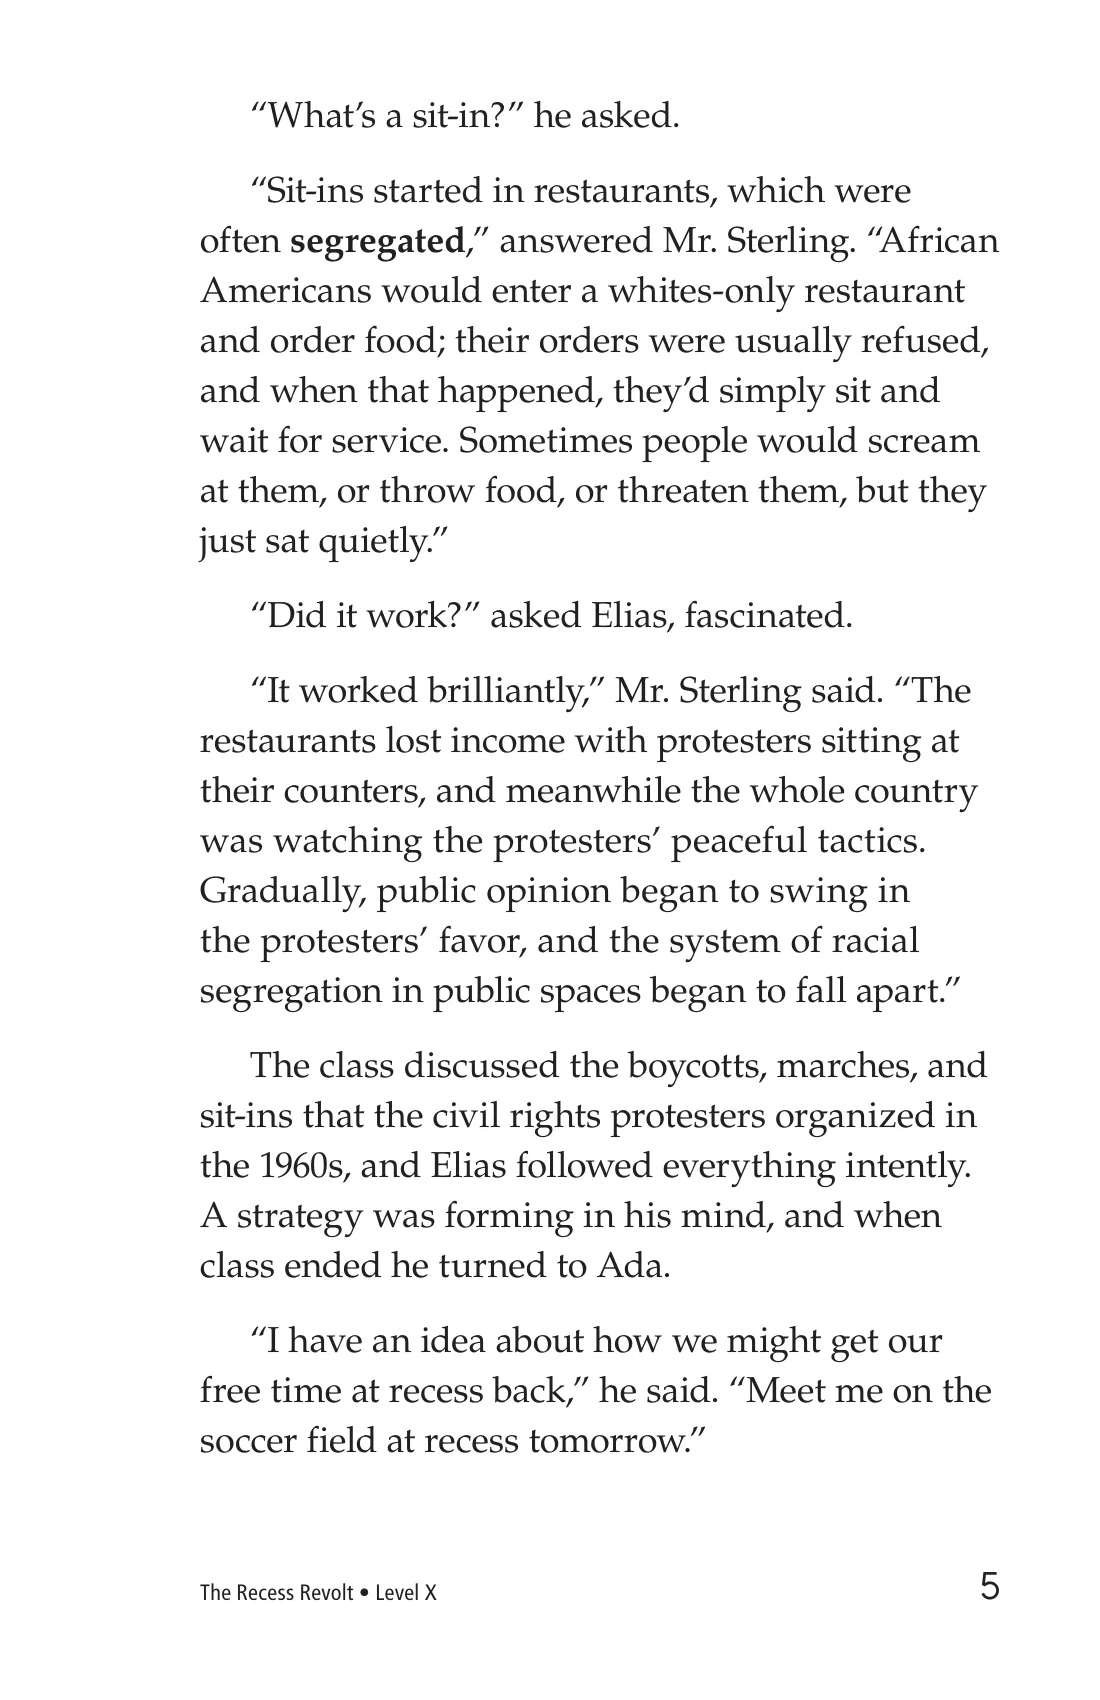 “What’s a sit-in?” he asked.
“Sit-ins started in restaurants, which were
often segregated,” answered Mr. Sterling. “African
Americans would enter a whites-only restaurant
and order food; their orders were usually refused,
and when that happened, they’d simply sit and
wait for service. Sometimes people would scream
at them, or throw food, or threaten them, but they
just sat quietly.”
“Did it work?” asked Elias, fascinated.
“It worked brilliantly,” Mr. Sterling said. “The
restaurants lost income with protesters sitting at
their counters, and meanwhile the whole country
was watching the protesters’ peaceful tactics.
Gradually, public opinion began to swing in
the protesters’ favor, and the system of racial
segregation in public spaces began to fall apart.”
The class discussed the boycotts, marches, and
sit-ins that the civil rights protesters organized in
the 1960s, and Elias followed everything intently.
A strategy was forming in his mind, and when
class ended he turned to Ada.
“I have an idea about how we might get our
free time at recess back,” he said. “Meet me on the
soccer field at recess tomorrow.”
The Recess Revolt • Level X 5